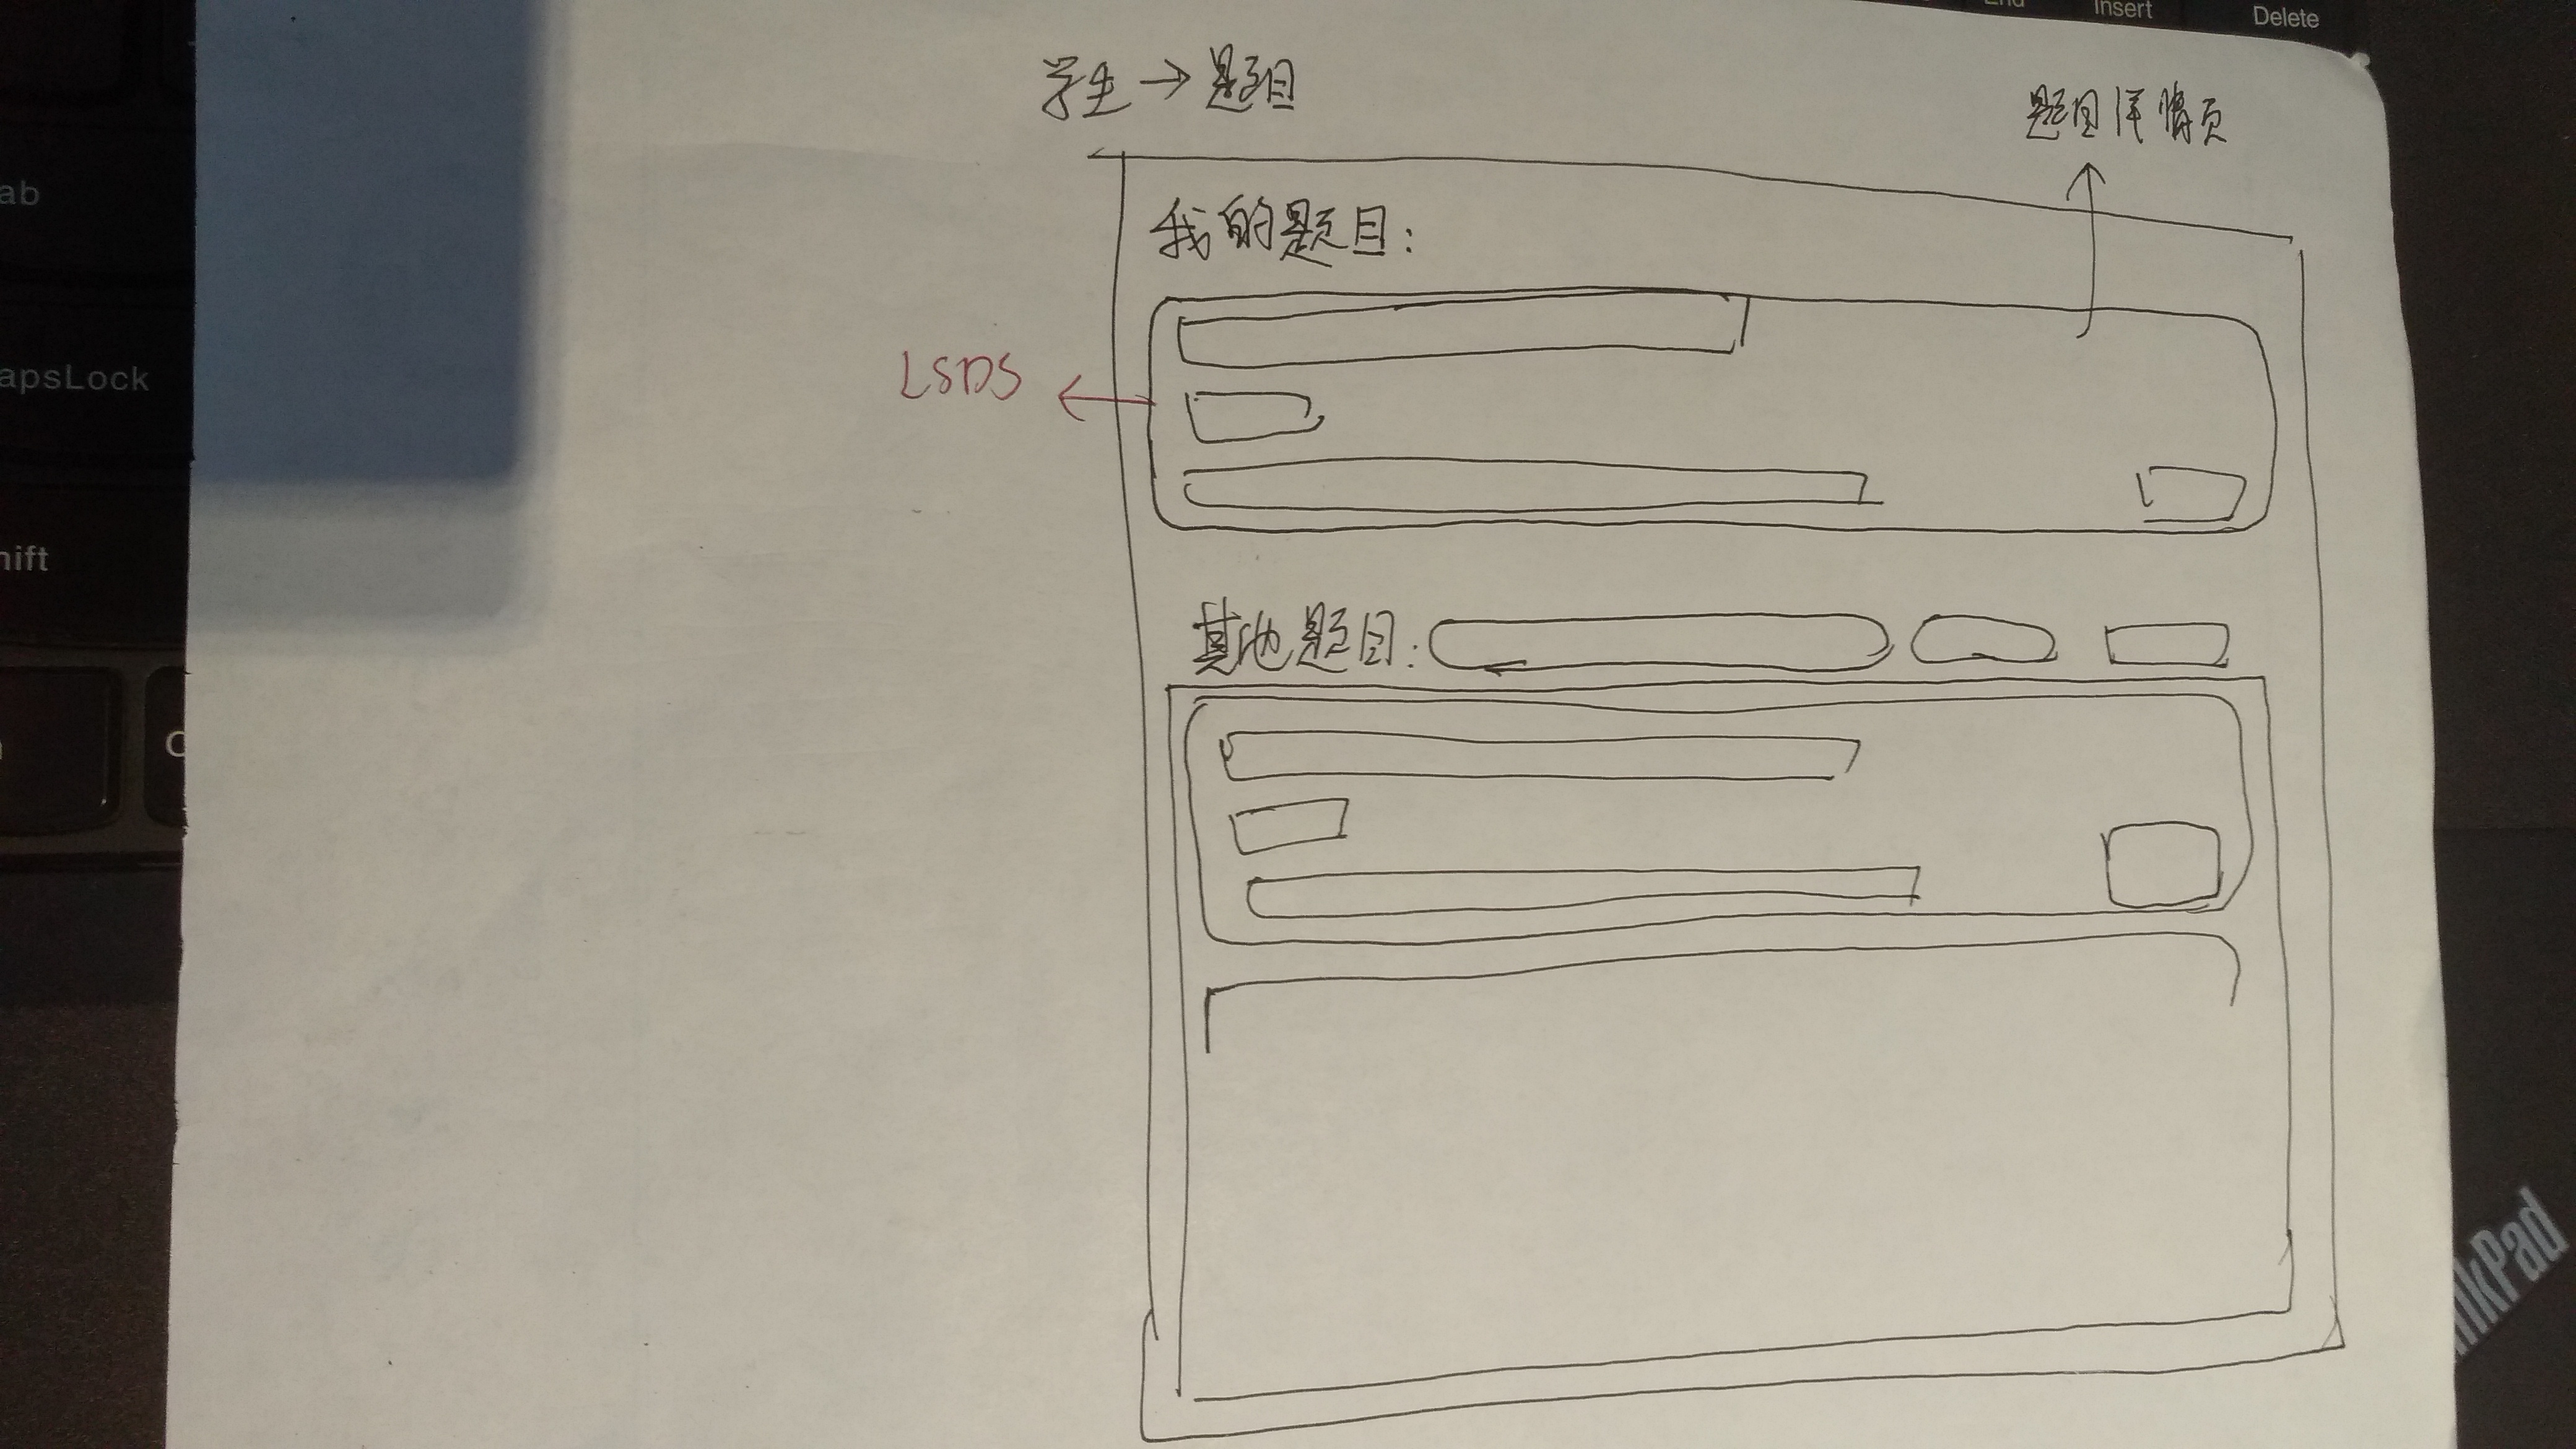 End
Insert
Delete
学生→题目
题目详情页
ab
我的题目:
apsLock
LSDS
hift
其他题目:
nkPad